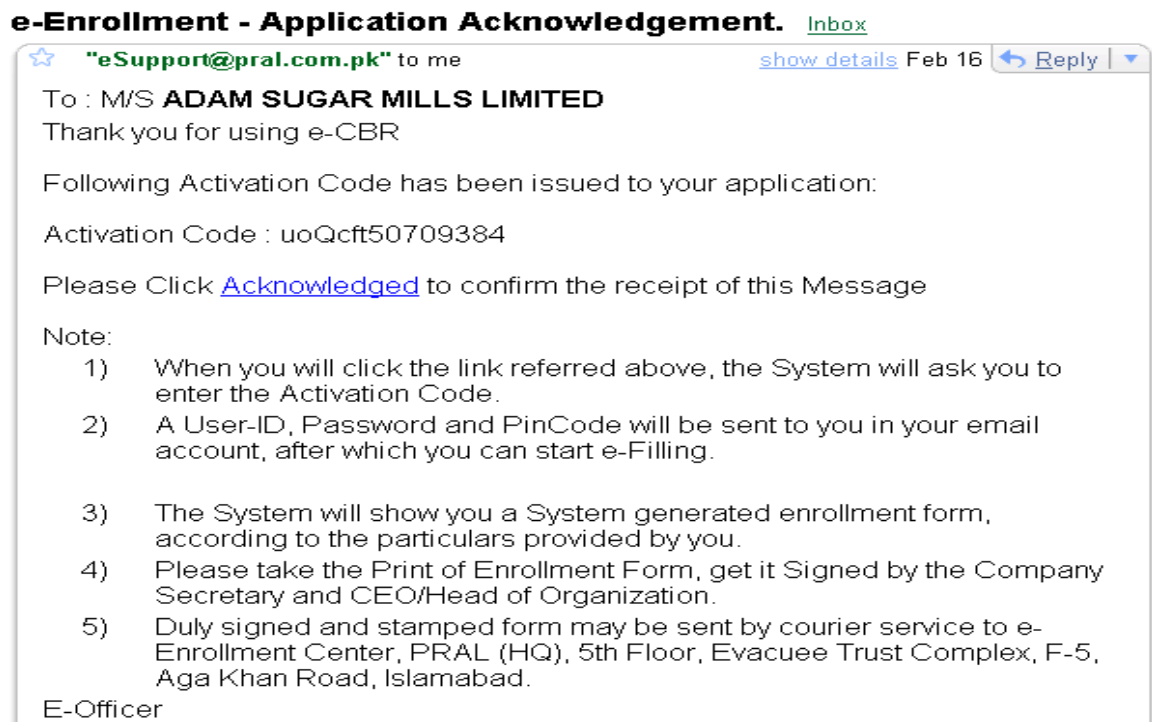 e-Enrollment - Application Acknowledgement. Inbox
"eSupport@pral.com.pk" to me show details Feb 16 Reply
To : M/S ADAM SUGAR MILLS LIMITED
Thank you for using e-CBR
Following Activation Code has been issued to your application:
Activation Code : uoQcft50709384
Please Click Acknowledged to confirm the receipt of this Message
Note:
1) When you will click the link referred above, the System will ask you to
enter the Activation Code.
2) A User-ID, Password and PinCode will be sent to you in your email
account, after which you can start e-Filling.
3) The System will show you a System generated enrollment form,
according to the particulars provided by you.
4) Please take the Print of Enrollment Form, get it Signed by the Company
Secretary and CEO/Head of Organization.
5) Duly signed and stamped form may be sent by courier service to e-
Enrollment Center, PRAL (HQ), 5th Floor, Evacuee Trust Complex, F-5,
Aga Khan Road, Islamabad.
E-Officer